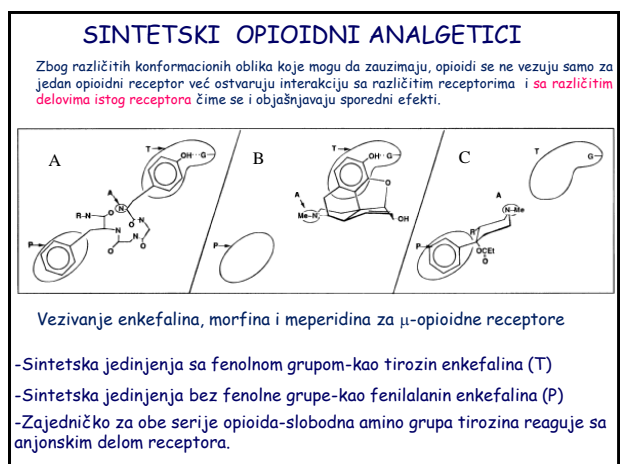 SINTETSKI OPIOIDNI ANALGETICI
Zbog različitih konformacionih oblika koje mogu da zauzimaju, opioidi se ne vezuju samo za
jedan opioidni receptor već ostvaruju interakciju sa različitim receptorima i sa različitim
delovima istog receptora čime se i objašnjavaju sporedni efekti.
A
T
OH
G
A
N
R-N
O
O
N
N
O
O
P
B
T
OH
G
O
A
Me-N
OH
P
C
T
G
A
N-Me
R
P
OCEt
O
Vezivanje enkefalina, morfina i meperidina za μ-opioidne receptore
-Sintetska jedinjenja sa fenolnom grupom-kao tirozin enkefalina (T)
-Sintetska jedinjenja bez fenolne grupe-kao fenilalanin enkefalina (P)
-Zajedničko za obe serije opioida-slobodna amino grupa tirozina reaguje sa
anjonskim delom receptora.